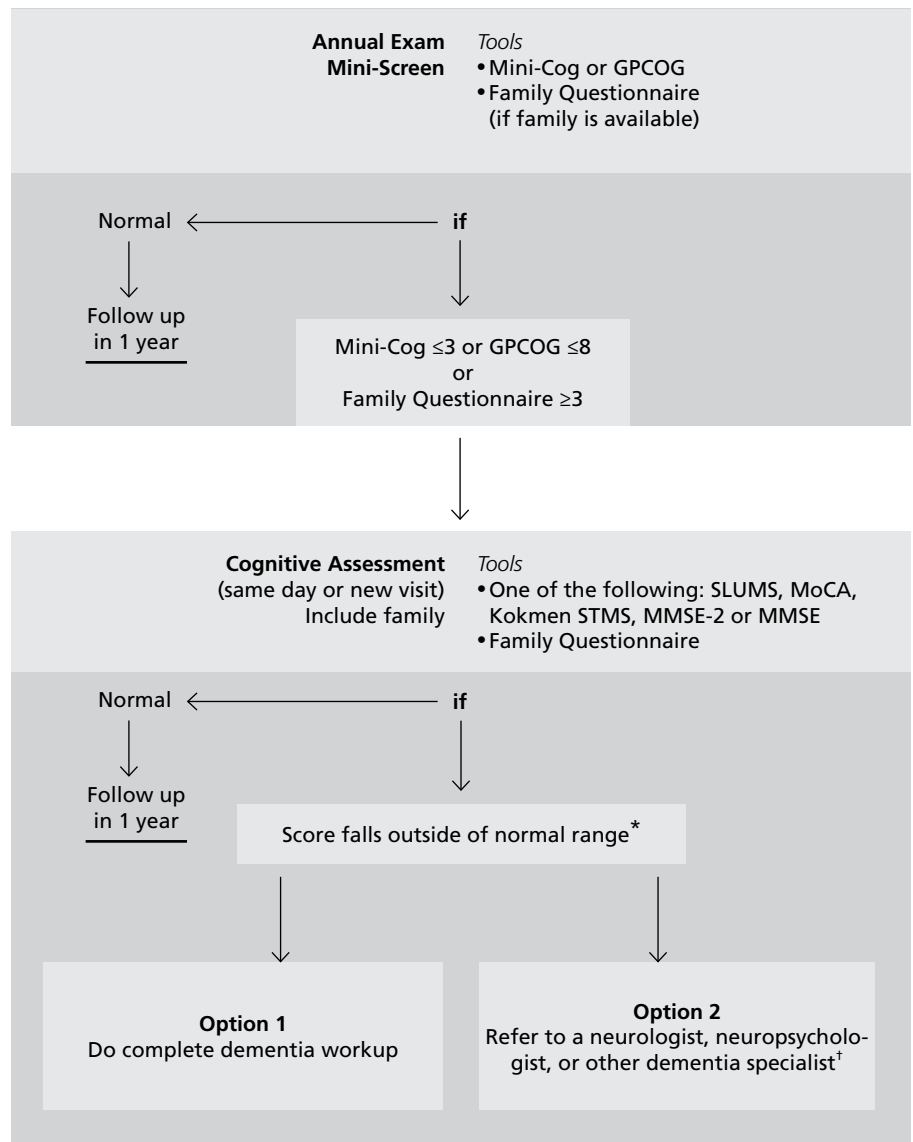 Annual Exam
Mini-Screen
Tools
• Mini-Cog or GPCOG
• Family Questionnaire
(if family is available)
Normal
if
Follow up
in 1 year
Mini-Cog ≤3 or GPCOG ≤8
or
Family Questionnaire ≥3
Cognitive Assessment
(same day or new visit)
Include family
Tools
• One of the following: SLUMS, MoCA,
Kokmen STMS, MMSE-2 or MMSE
• Family Questionnaire
Normal
if
Follow up
in 1 year
Score falls outside of normal range*
Option 1
Do complete dementia workup
Option 2
Refer to a neurologist, neuropsycholo-
gist, or other dementia specialist†